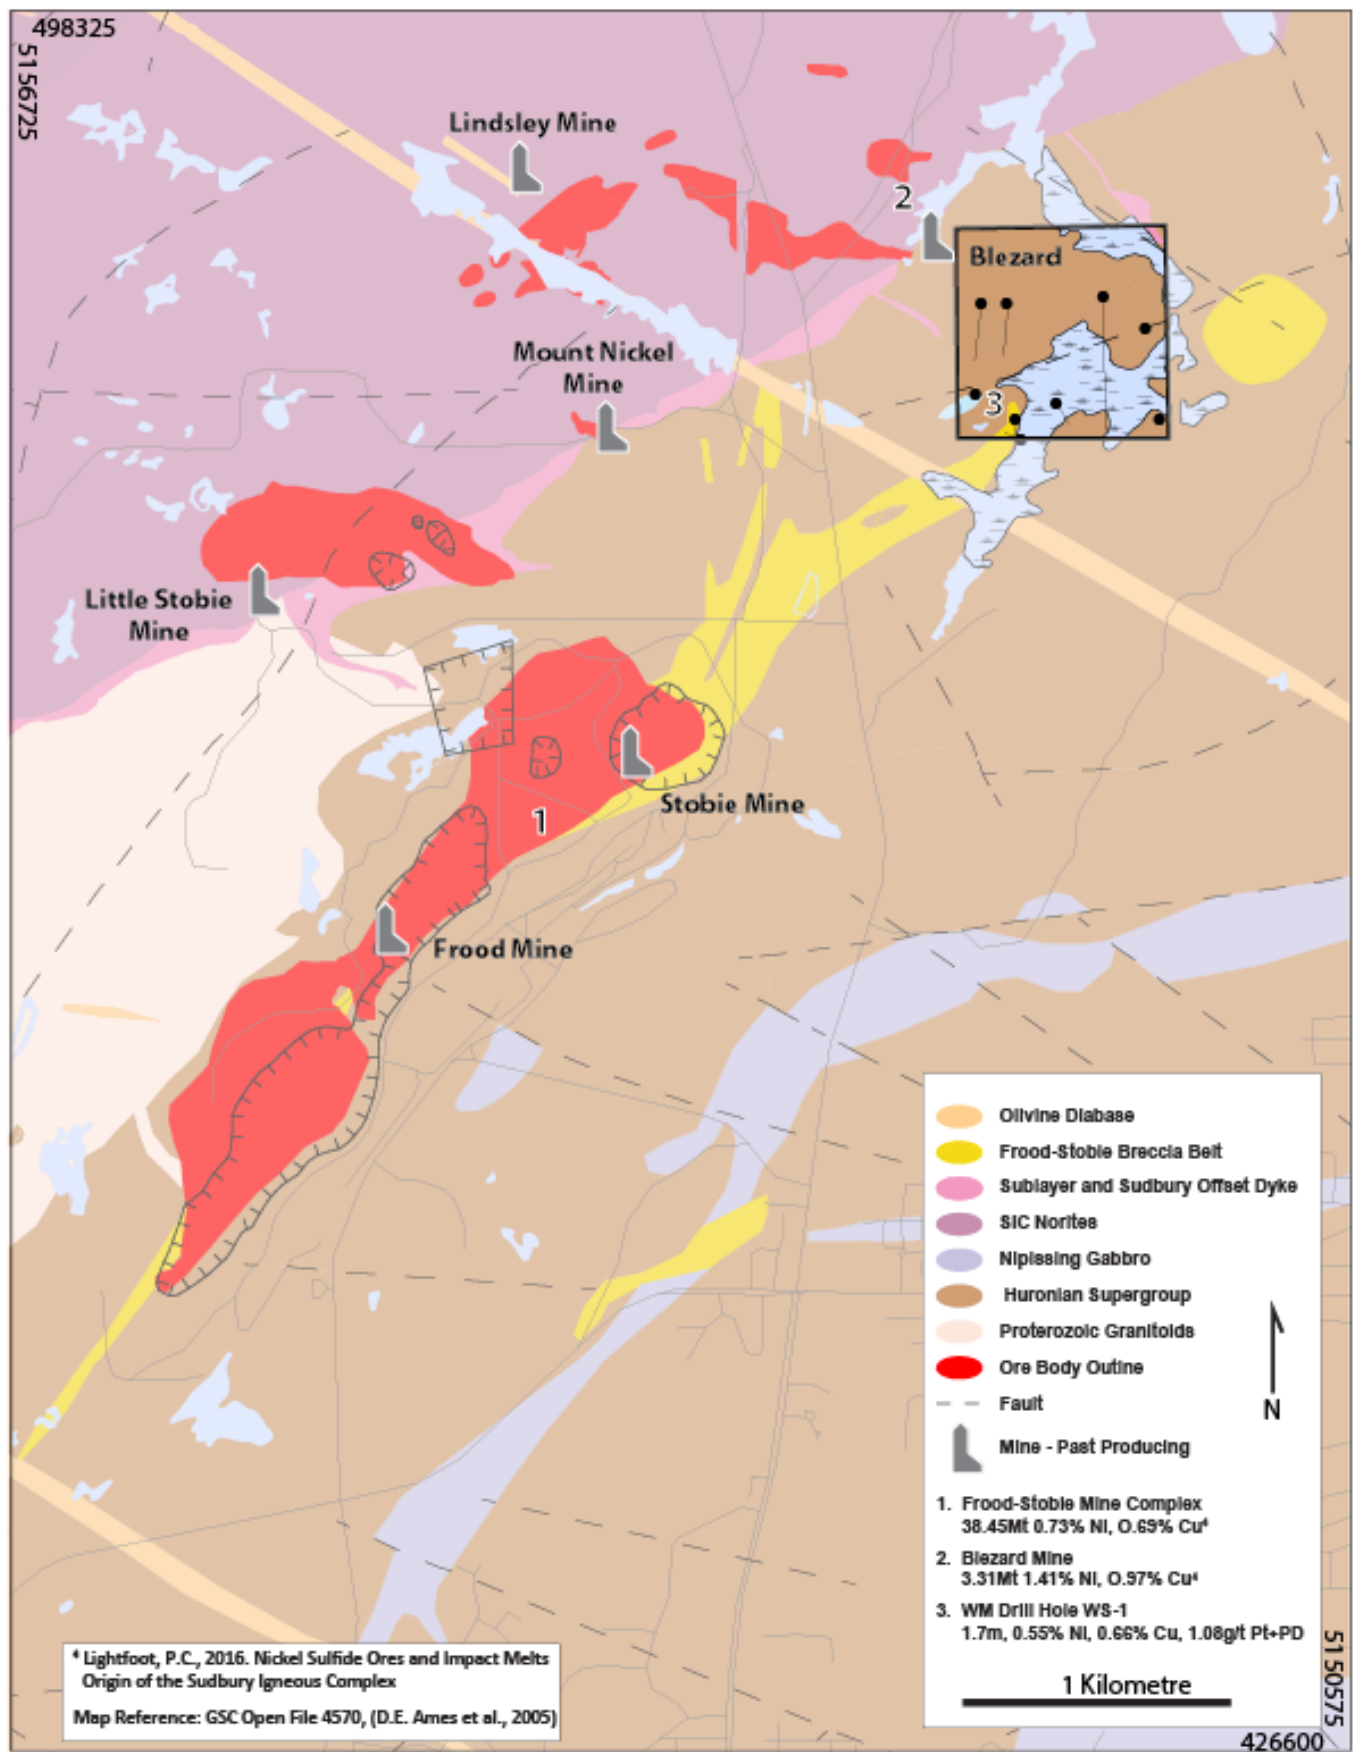 498325
5156725
Lindsley Mine
2
Blezard
Mount Nickel
Mine
3
Little Stobie
Mine
Stobie Mine
1
Frood Mine
Olivine Diabase
Frood-Stobie Breccia Belt
Sublayer and Sudbury Offset Dyke
SIC Norites
Nipissing Gabbro
Huronian Supergroup
Proterozoic Granitoids
Ore Body Outine
Fault
N
Mine - Past Producing
1. Frood-Stobie Mine Complex
38.45Mt 0.73% Ni, O.69% Cu⁴
2. Blezard Mine
3.31Mt 1.41% Ni, O.97% Cu⁴
3. WM Drill Hole WS-1
1.7m, 0.55% Ni, 0.66% Cu, 1.08g/t Pt+PD
1 Kilometre
⁴ Lightfoot, P.C., 2016. Nickel Sulfide Ores and Impact Melts
Origin of the Sudbury Igneous Complex
Map Reference: GSC Open File 4570, (D.E. Ames et al., 2005)
5150575
426600